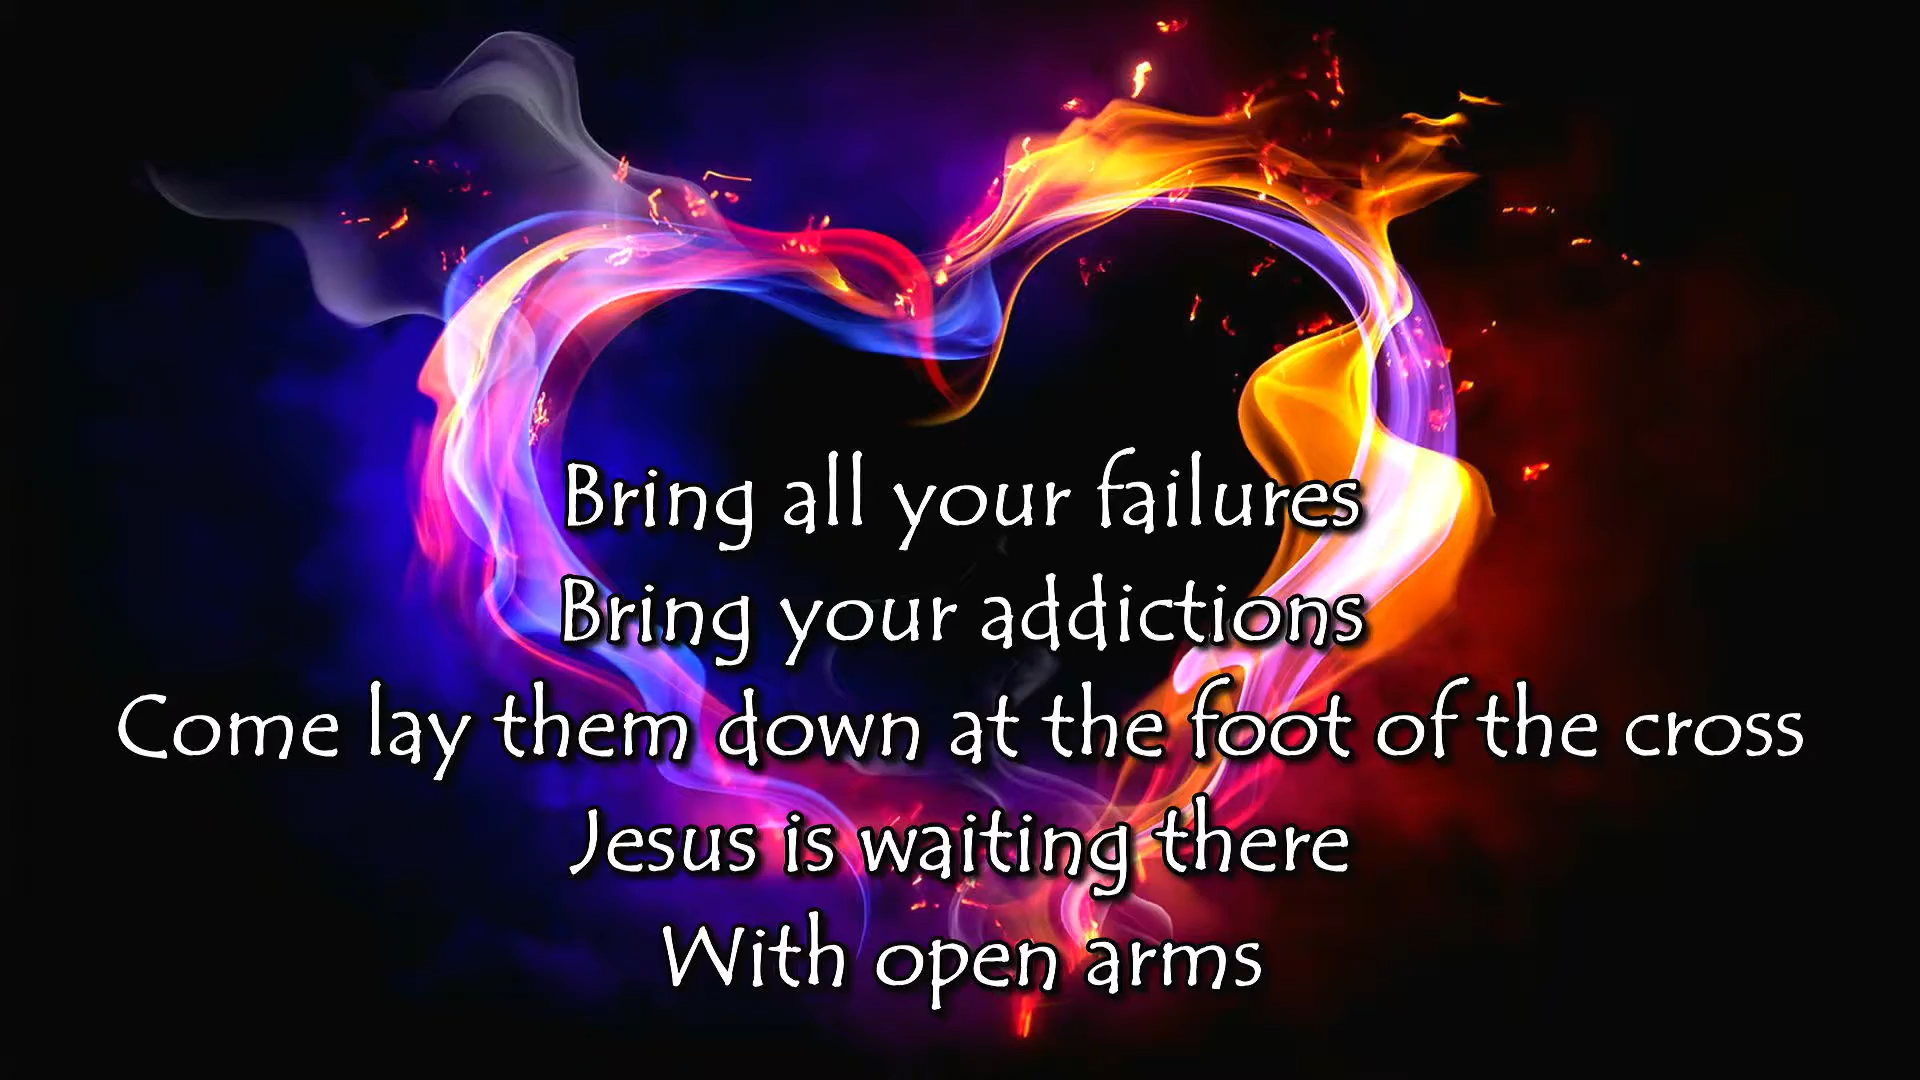 Bring all your failures
Bring your addictions
Come lay them down at the foot of the cross
Jesus is waiting there
With open arms